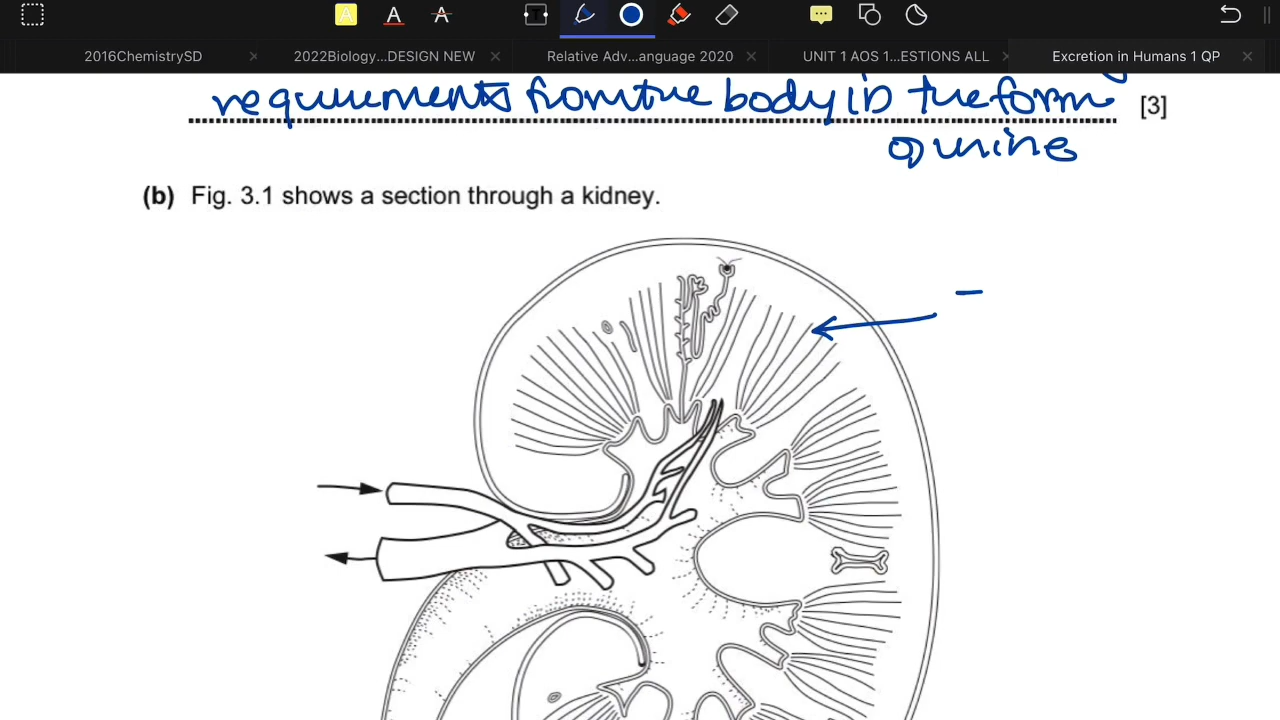 A A A T
2016ChemistrySD × 2022Biology...DESIGN NEW × Relative Adv...anguage 2020 × UNIT 1 AOS 1...ESTIONS ALL × Excretion in Humans 1 QP ×
requirements from the body in the form [3]
of urine
(b) Fig. 3.1 shows a section through a kidney.